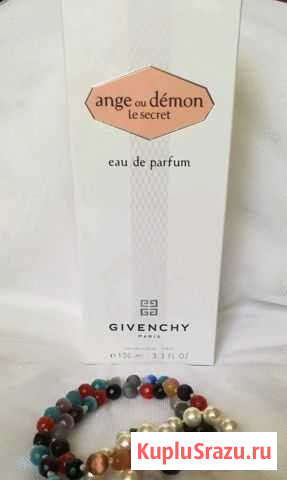 ange ou démon
le secret
eau de parfum
GIVENCHY
PARIS
℮ 100 ml - 3.3 fl. oz
KupluSrazu.ru